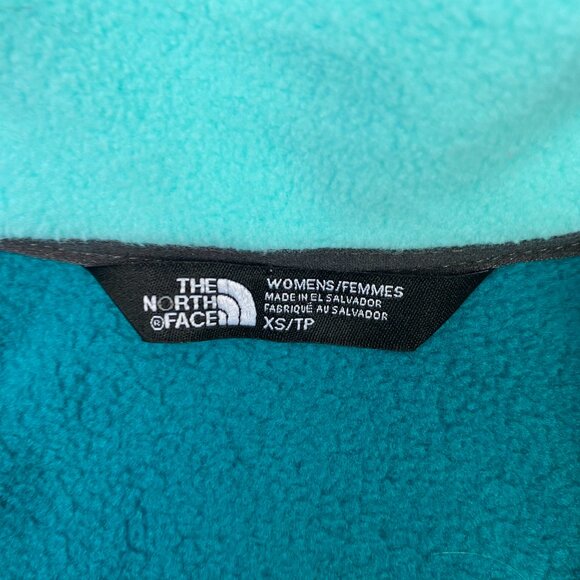 THE
NORTH
®FACE
WOMENS/FEMMES
MADE IN EL SALVADOR
FABRIQUÉ AU SALVADOR
XS/TP